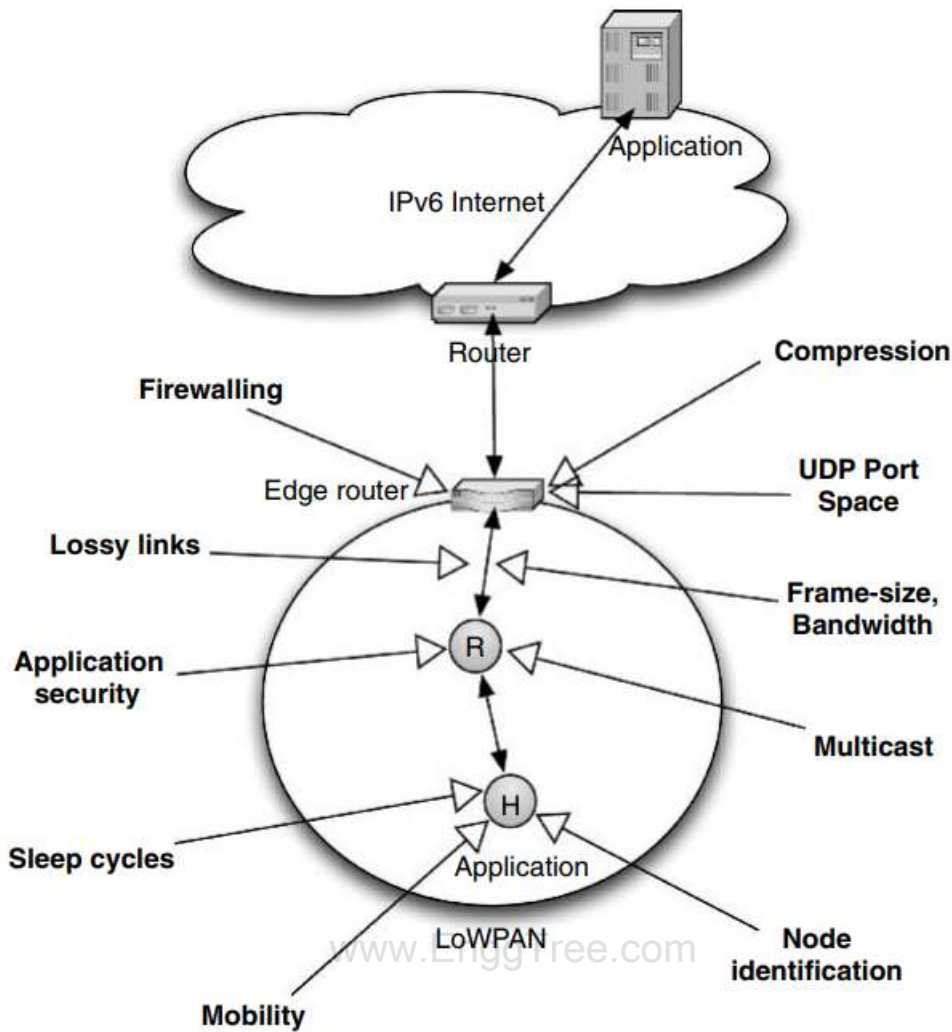 Application
IPv6 Internet
Router
Compression
Firewalling
Edge router
UDP Port
Space
Lossy links
Frame-size,
Bandwidth
R
Application
security
Multicast
H
Sleep cycles
Application
LoWPAN
www.EnggTree.com
Node
identification
Mobility